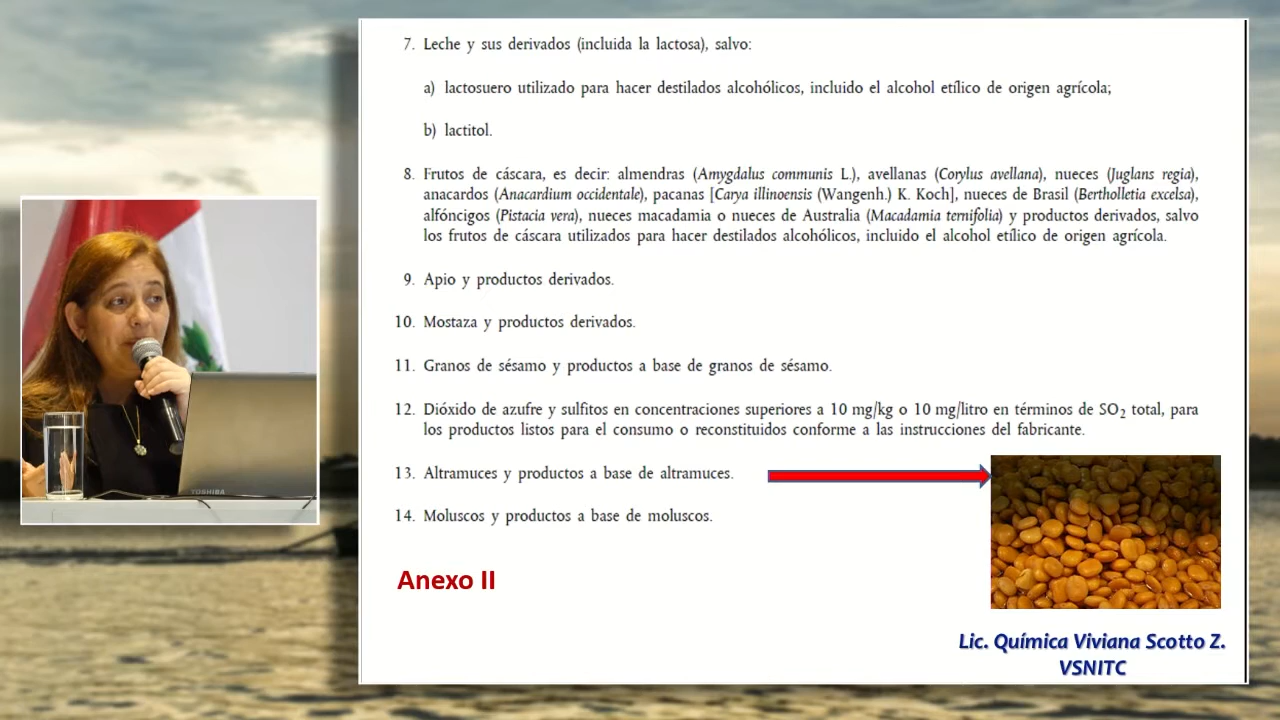 7. Leche y sus derivados (incluida la lactosa), salvo:
a) lactosuero utilizado para hacer destilados alcohólicos, incluido el alcohol etílico de origen agrícola;
b) lactitol.
8. Frutos de cáscara, es decir: almendras (Amygdalus communis L.), avellanas (Corylus avellana), nueces (Juglans regia),
anacardos (Anacardium occidentale), pacanas [Carya illinoensis (Wangenh.) K. Koch], nueces de Brasil (Bertholletia excelsa),
alfóncigos (Pistacia vera), nueces macadamia o nueces de Australia (Macadamia ternifolia) y productos derivados, salvo
los frutos de cáscara utilizados para hacer destilados alcohólicos, incluido el alcohol etílico de origen agrícola.
9. Apio y productos derivados.
10. Mostaza y productos derivados.
11. Granos de sésamo y productos a base de granos de sésamo.
12. Dióxido de azufre y sulfitos en concentraciones superiores a 10 mg/kg o 10 mg/litro en términos de SO2 total, para
los productos listos para el consumo o reconstituidos conforme a las instrucciones del fabricante.
13. Altramuces y productos a base de altramuces.
14. Moluscos y productos a base de moluscos.
Anexo II
Lic. Química Viviana Scotto Z.
VSNITC
TOSHIBA